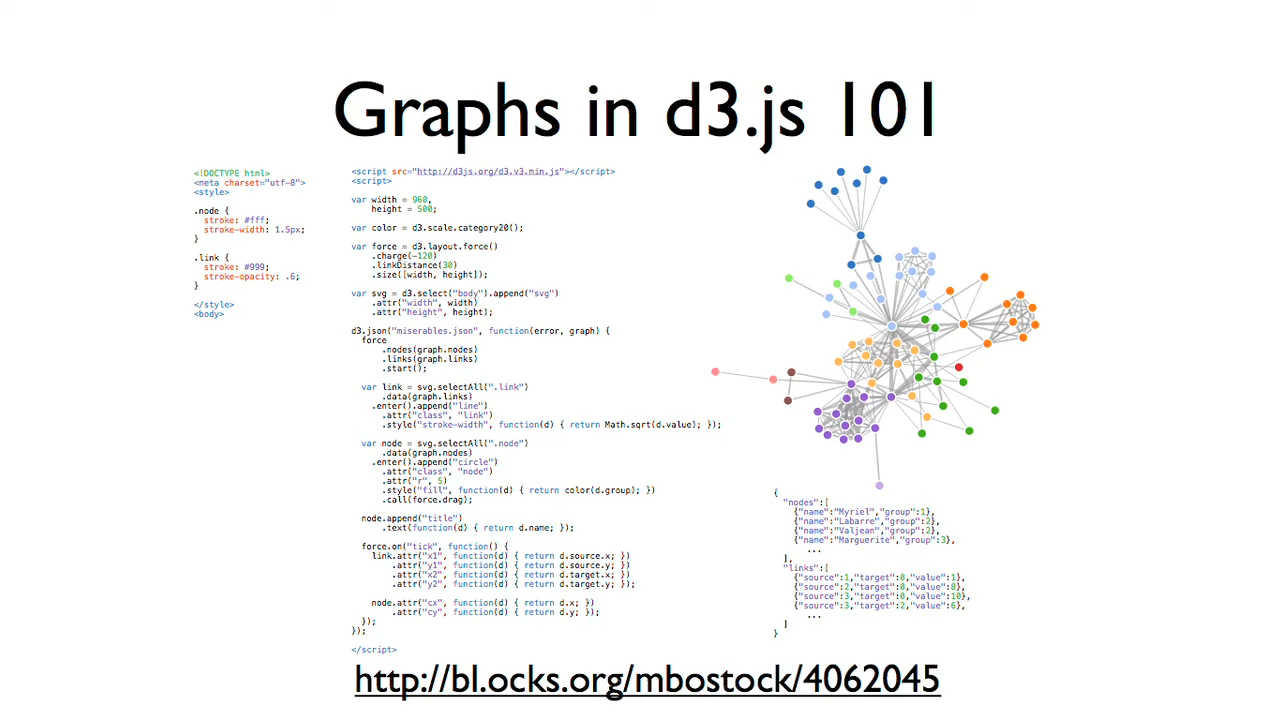 Graphs in d3.js 101
<!DOCTYPE html>
<meta charset="utf-8">
<style>
.node {
  stroke: #fff;
  stroke-width: 1.5px;
}
.link {
  stroke: #999;
  stroke-opacity: .6;
}
</style>
<body>
<script src="http://d3js.org/d3.v3.min.js"></script>
<script>
var width = 960,
    height = 500;
var color = d3.scale.category20();
var force = d3.layout.force()
    .charge(-120)
    .linkDistance(30)
    .size([width, height]);
var svg = d3.select("body").append("svg")
    .attr("width", width)
    .attr("height", height);
d3.json("miserables.json", function(error, graph) {
  force
      .nodes(graph.nodes)
      .links(graph.links)
      .start();
  var link = svg.selectAll(".link")
      .data(graph.links)
    .enter().append("line")
      .attr("class", "link")
      .style("stroke-width", function(d) { return Math.sqrt(d.value); });
  var node = svg.selectAll(".node")
      .data(graph.nodes)
    .enter().append("circle")
      .attr("class", "node")
      .attr("r", 5)
      .style("fill", function(d) { return color(d.group); })
      .call(force.drag);
  node.append("title")
      .text(function(d) { return d.name; });
  force.on("tick", function() {
    link.attr("x1", function(d) { return d.source.x; })
        .attr("y1", function(d) { return d.source.y; })
        .attr("x2", function(d) { return d.target.x; })
        .attr("y2", function(d) { return d.target.y; });
    node.attr("cx", function(d) { return d.x; })
        .attr("cy", function(d) { return d.y; });
  });
});
</script>
{
  "nodes":[
    {"name":"Myriel","group":1},
    {"name":"Labarre","group":2},
    {"name":"Valjean","group":2},
    {"name":"Marguerite","group":3},
    ...
  ],
  "links":[
    {"source":1,"target":0,"value":1},
    {"source":2,"target":0,"value":8},
    {"source":3,"target":0,"value":10},
    {"source":3,"target":2,"value":6},
    ...
  ]
}
http://bl.ocks.org/mbostock/4062045